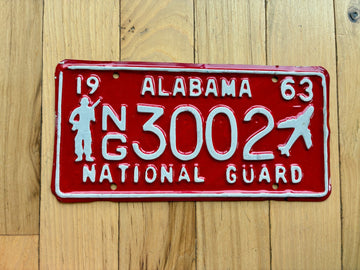 19 ALABAMA 63
NG 3002
NATIONAL GUARD